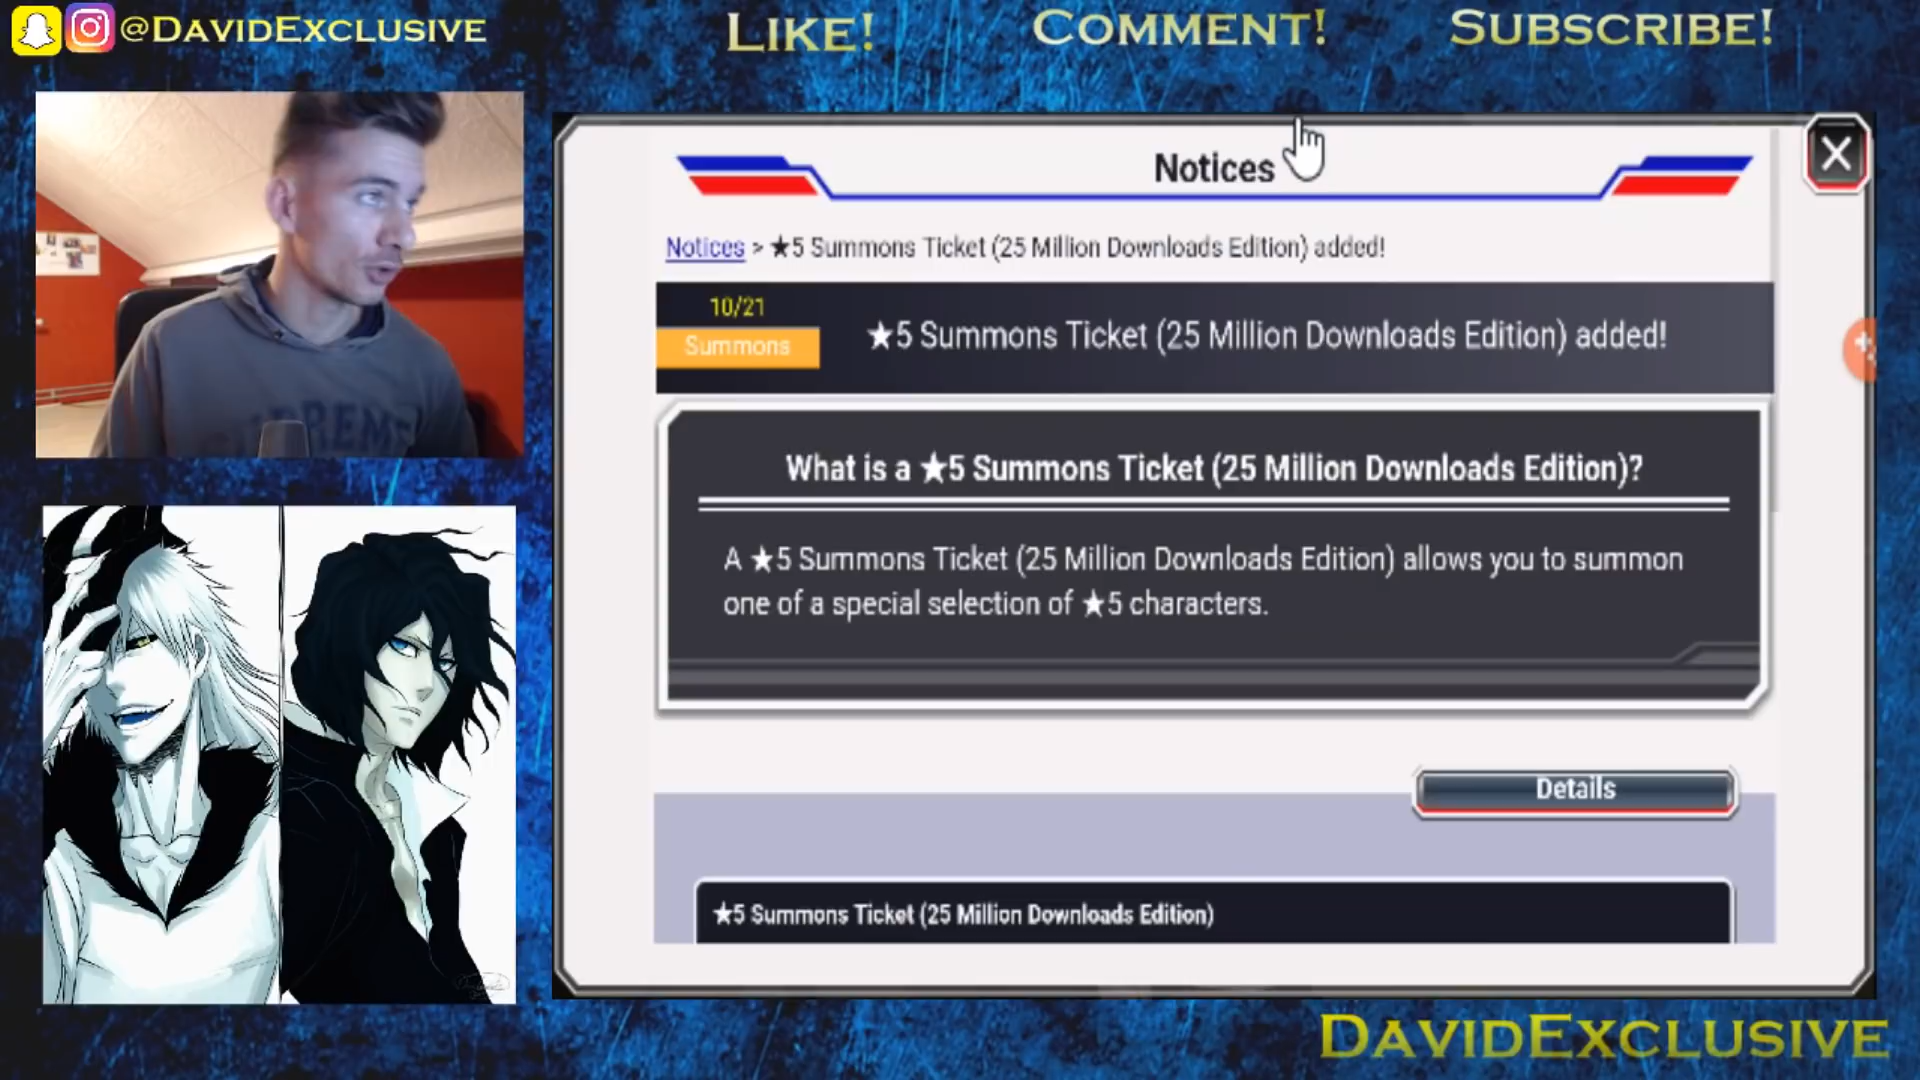 @DavidExclusive
Like!
Comment!
Subscribe!
Notices
Notices > ★5 Summons Ticket (25 Million Downloads Edition) added!
10/21
Summons
★5 Summons Ticket (25 Million Downloads Edition) added!
What is a ★5 Summons Ticket (25 Million Downloads Edition)?
A ★5 Summons Ticket (25 Million Downloads Edition) allows you to summon
one of a special selection of ★5 characters.
Details
★5 Summons Ticket (25 Million Downloads Edition)
SUPREME
DavidExclusive